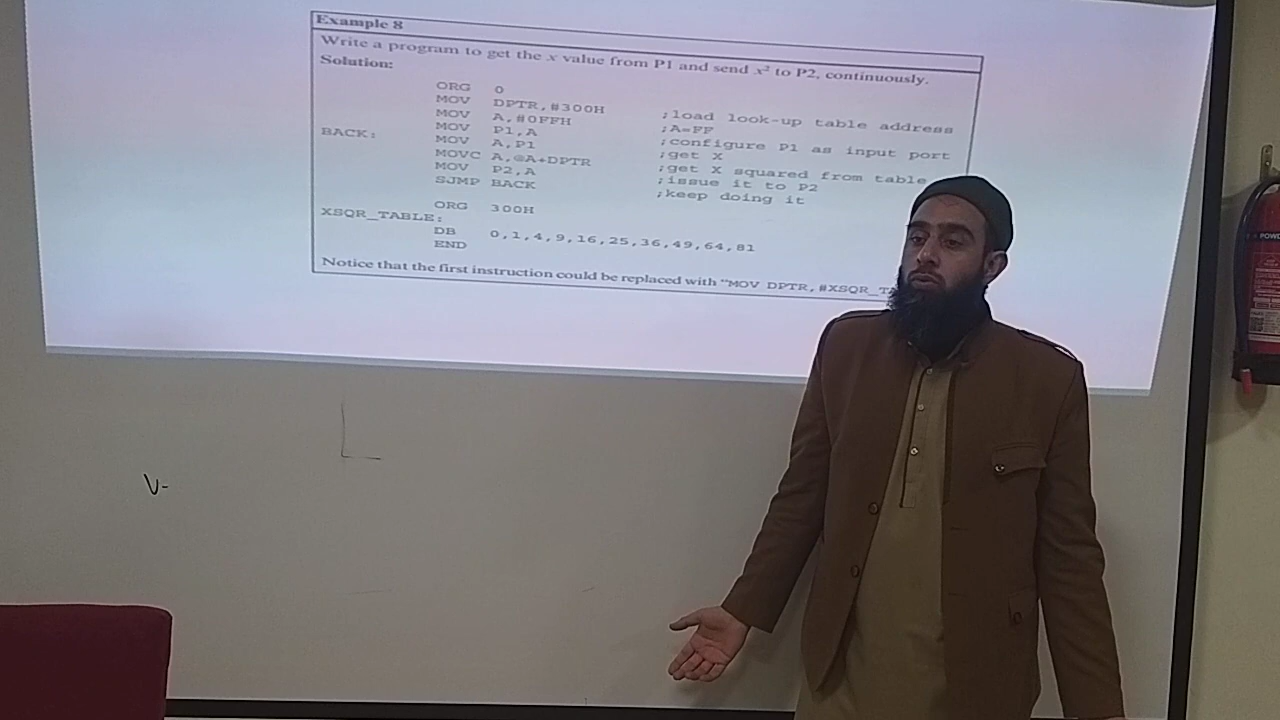 Example 8
Write a program to get the x value from P1 and send x² to P2, continuously.
Solution:
ORG 0
MOV DPTR,#300H ;load look-up table address
MOV A,#0FFH ;A=FF
MOV P1,A ;configure P1 as input port
BACK: MOV A,P1 ;get X
MOVC A,@A+DPTR ;get X squared from table
MOV P2,A ;issue it to P2
SJMP BACK ;keep doing it
ORG 300H
XSQR_TABLE:
DB 0,1,4,9,16,25,36,49,64,81
END
Notice that the first instruction could be replaced with "MOV DPTR,#XSQR_TA
V-
POW